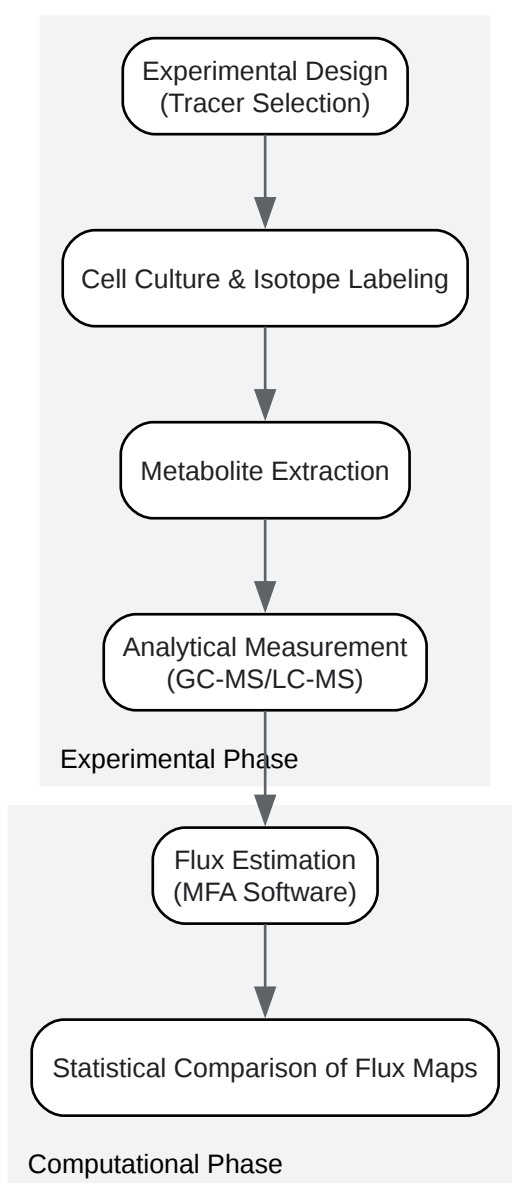 Experimental Design
(Tracer Selection)
Cell Culture & Isotope Labeling
Metabolite Extraction
Analytical Measurement
(GC-MS/LC-MS)
Experimental Phase
Flux Estimation
(MFA Software)
Statistical Comparison of Flux Maps
Computational Phase